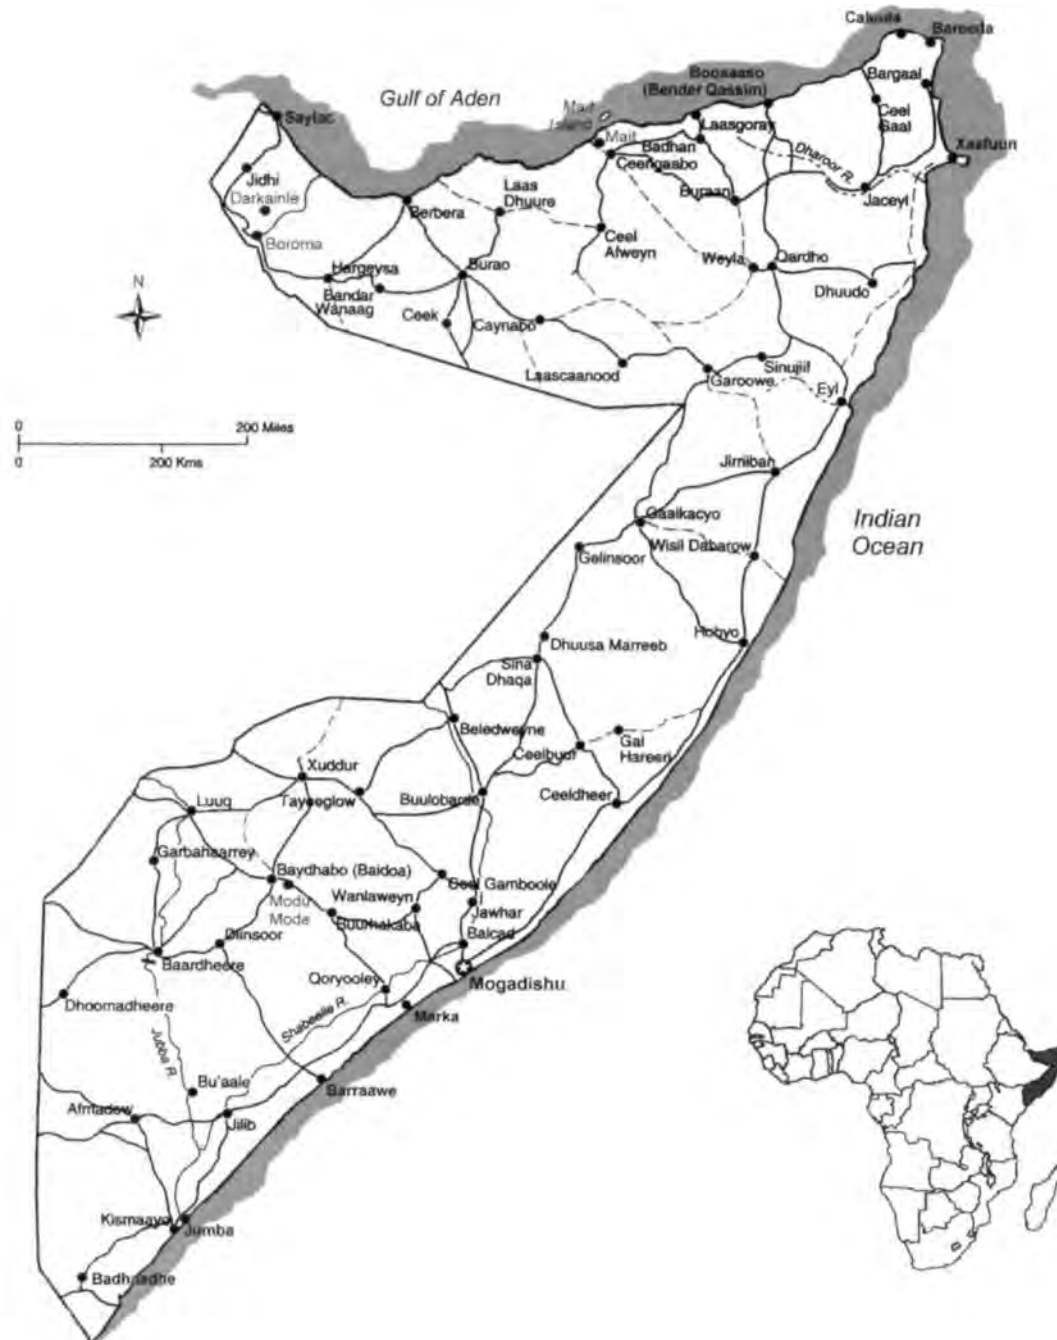 Caluula
Bareeda
Bargaal
Boosaaso
(Bender Qassim)
Gulf of Aden
Mait
Island
Ceel
Gaal
Saylac
Laasgoray
Mait
Badhan
Ceerigaabo
Dharoor R.
Xaafuun
Jidhi
Darkainle
Laas
Dhuure
Buraan
Jaceyl
Berbera
Boroma
Ceel
Afweyn
Hargeysa
Burao
Weyla
Qardho
N
Bandar
Wanaag
Dhuudo
Ceek
Caynabo
Laascaanood
Sinujiif
Garoowe
Eyl
0
200 Miles
0
200 Kms
Jirriiban
Gaalkacyo
Indian
Ocean
Wisil Dabarow
Gelinsoor
Hobyo
Dhuusa Marreeb
Sina
Dhaqa
Beledweyne
Gal
Hareeri
Ceelbuur
Xuddur
Luuq
Tayeeglow
Buulobarde
Ceeldheer
Garbahaarrey
Baydhabo (Baidoa)
Ceel Gamboole
Modu
Mode
Wanlaweyn
Jawhar
Buurhakaba
Diinsoor
Balcad
Baardheere
Mogadishu
Qoryooley
Dhoomadheere
Shabeelle R.
Marka
Jubba R.
Bu'aale
Barraawe
Afmadow
Jilib
Kismaayo
Jumba
Badhaadhe